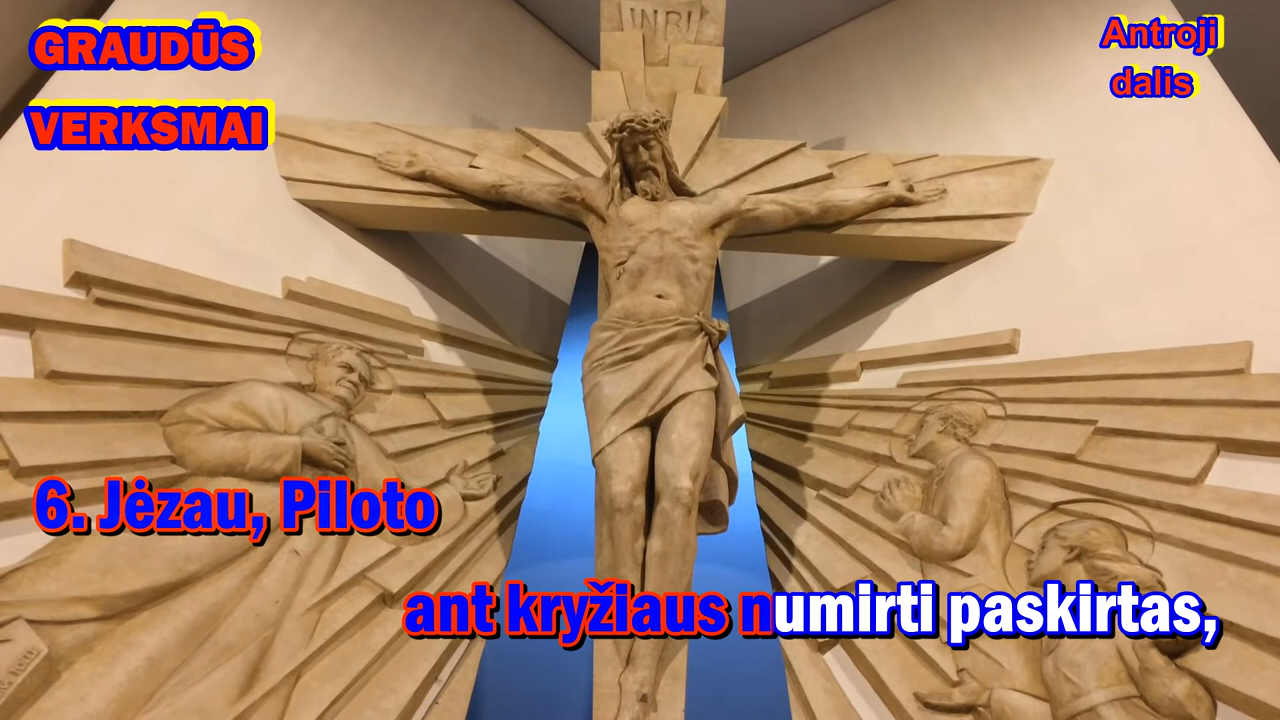 GRAUDŪS
VERKSMAI
INRI
Antroji
dalis
6. Jėzau, Piloto
ant kryžiaus numirti paskirtas,